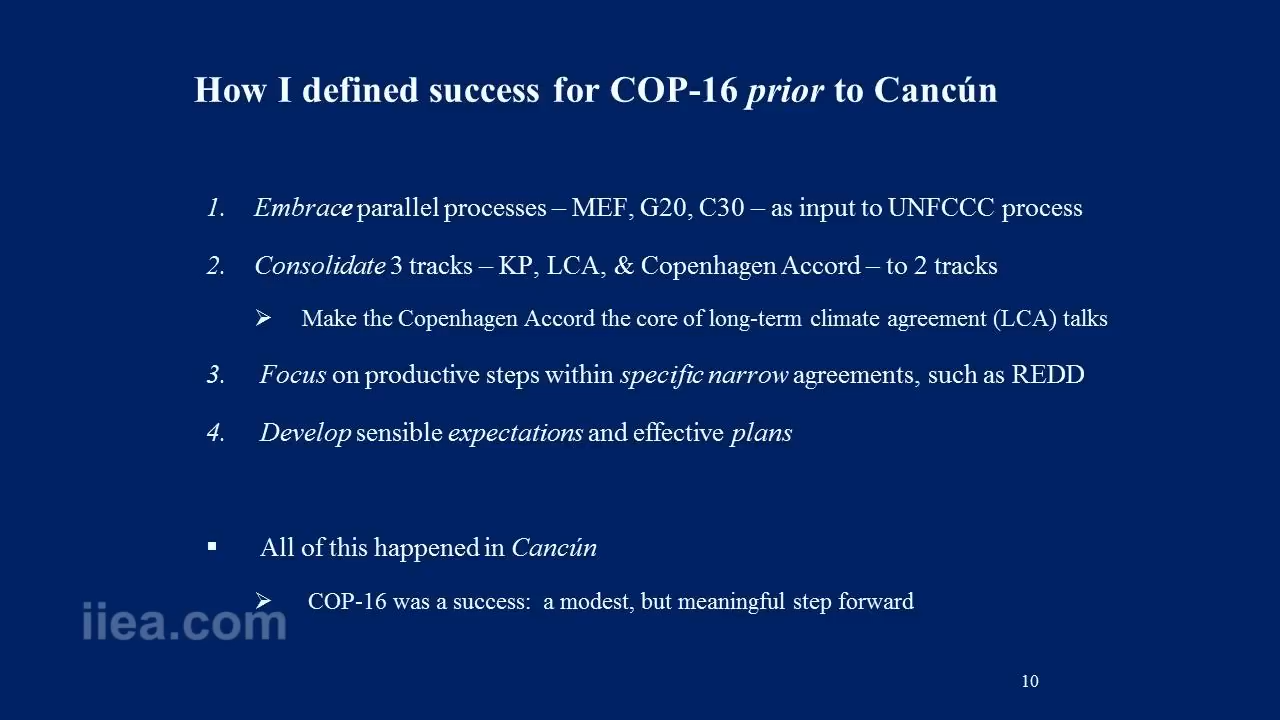 How I defined success for COP-16 prior to Cancún
1. Embrace parallel processes – MEF, G20, C30 – as input to UNFCCC process
2. Consolidate 3 tracks – KP, LCA, & Copenhagen Accord – to 2 tracks
➢ Make the Copenhagen Accord the core of long-term climate agreement (LCA) talks
3. Focus on productive steps within specific narrow agreements, such as REDD
4. Develop sensible expectations and effective plans
▪ All of this happened in Cancún
➢ COP-16 was a success: a modest, but meaningful step forward
iiea.com
10